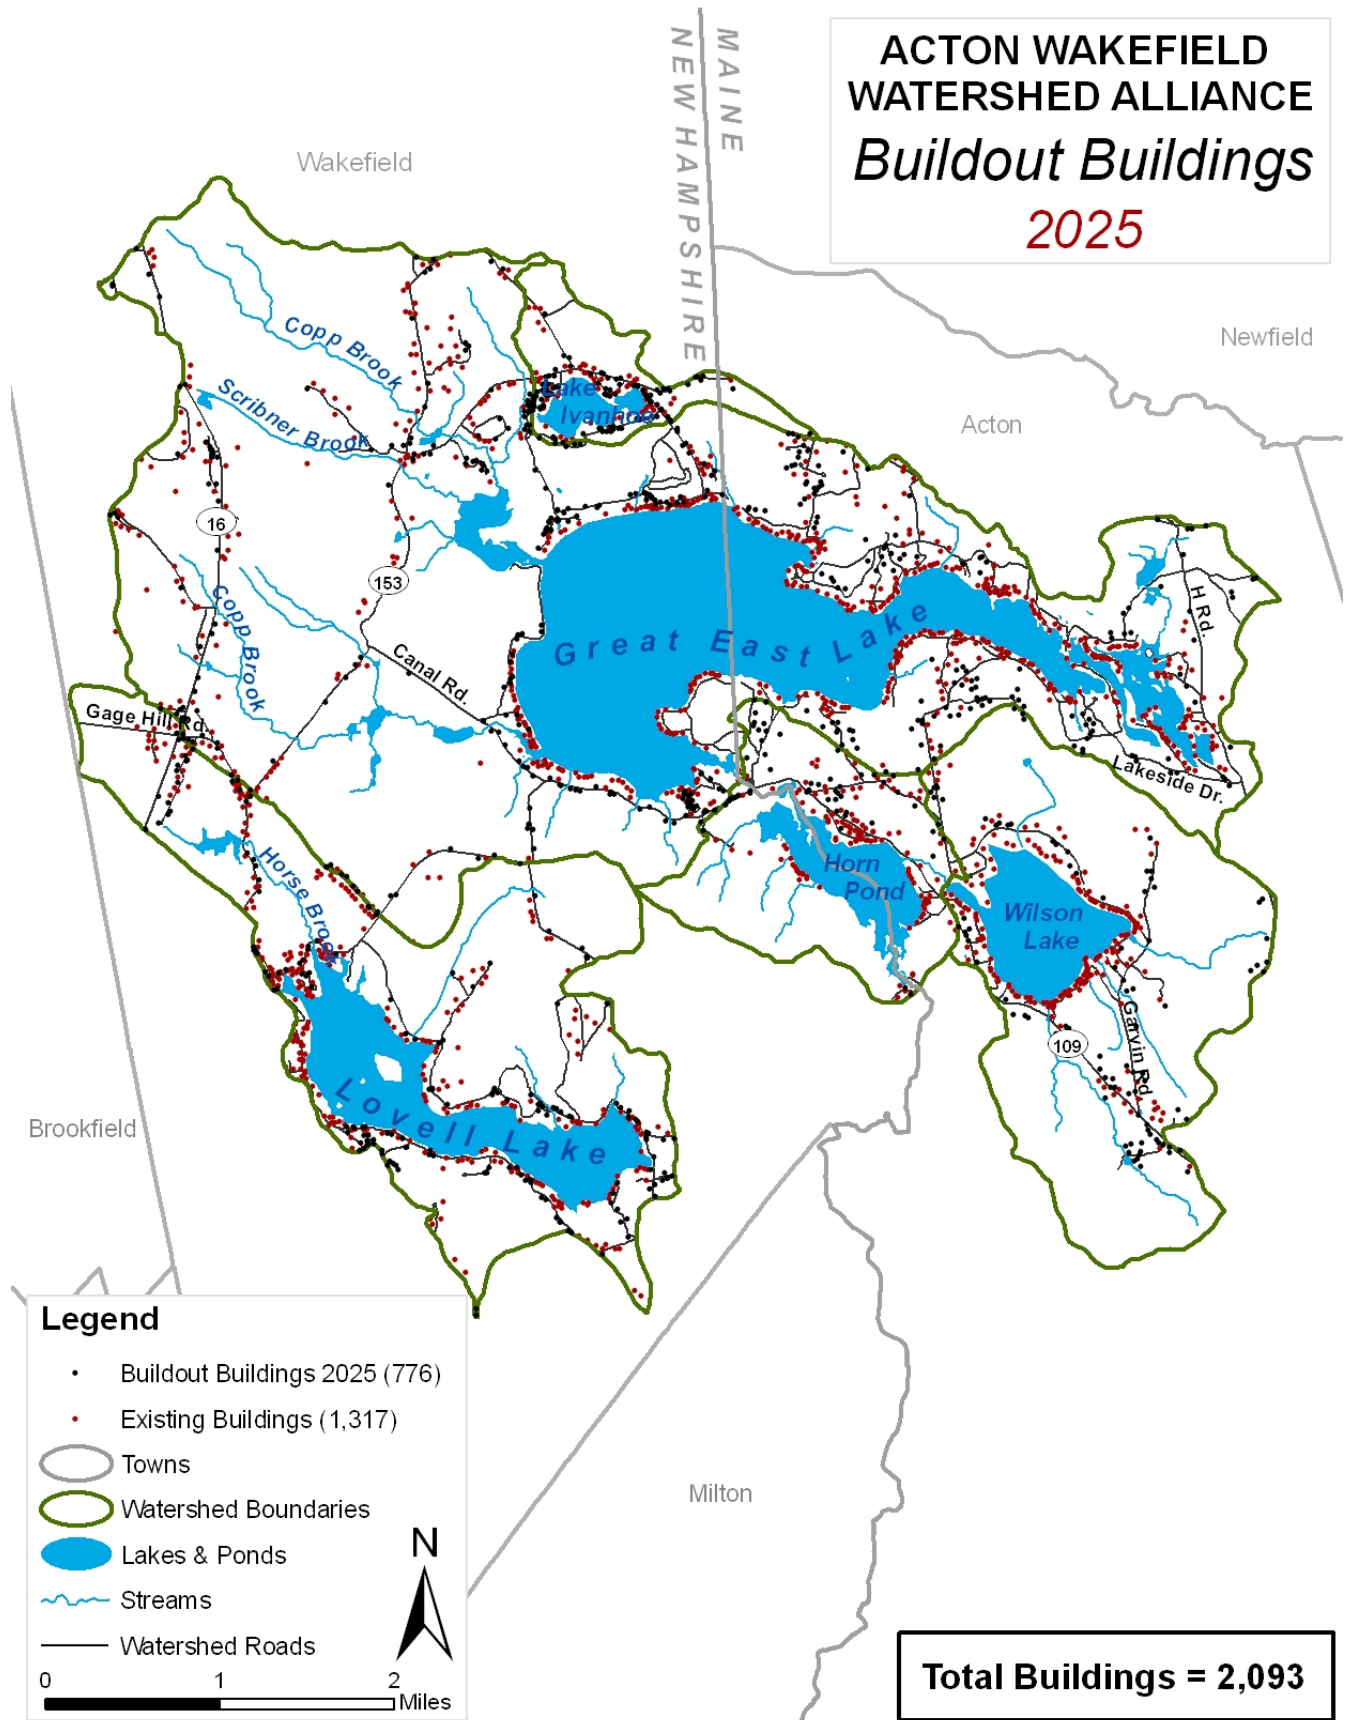 ACTON WAKEFIELD
WATERSHED ALLIANCE
Buildout Buildings
2025
MAINE
NEW HAMPSHIRE
Wakefield
Newfield
Acton
Copp Brook
Scribner Brook
Lake
Ivanhoe
16
153
Copp Brook
Canal Rd.
Great East Lake
H Rd.
Gage Hill Rd.
Lakeside Dr.
Horse Brook
Horn
Pond
Wilson
Lake
Garvin Rd
109
Lovell Lake
Brookfield
Milton
Legend
Buildout Buildings 2025 (776)
Existing Buildings (1,317)
Towns
Watershed Boundaries
Lakes & Ponds
Streams
Watershed Roads
N
0 1 2
Miles
Total Buildings = 2,093